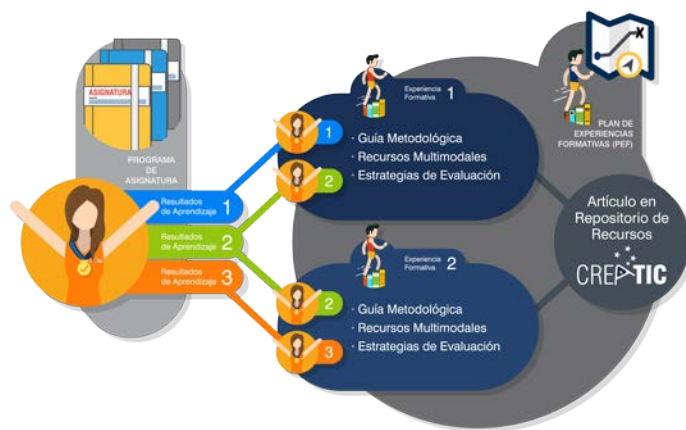 ASIGNATURA
PROGRAMA
DE
ASIGNATURA
Resultados
de Aprendizaje 1
Resultados
de Aprendizaje 2
Resultados
de Aprendizaje 3
Experiencia
Formativa 1
1
2
· Guía Metodológica
· Recursos Multimodales
· Estrategias de Evaluación
Experiencia
Formativa 2
2
3
· Guía Metodológica
· Recursos Multimodales
· Estrategias de Evaluación
X
PLAN DE
EXPERIENCIAS
FORMATIVAS (PEF)
Artículo en
Repositorio de
Recursos
CREATIC